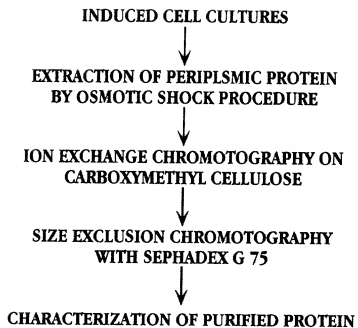 INDUCED CELL CULTURES
EXTRACTION OF PERIPLSMIC PROTEIN
BY OSMOTIC SHOCK PROCEDURE
ION EXCHANGE CHROMOTOGRAPHY ON
CARBOXYMETHYL CELLULOSE
SIZE EXCLUSION CHROMOTOGRAPHY
WITH SEPHADEX G 75
CHARACTERIZATION OF PURIFIED PROTEIN